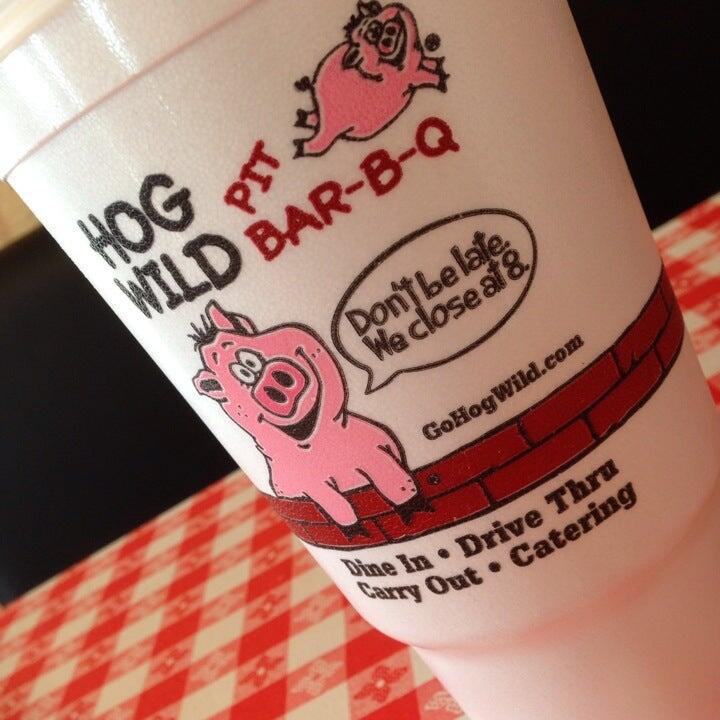 HOG
WILD
PIT
BAR-B-Q
®
Don't be late.
We close at 8.
GoHogWild.com
Dine In • Drive Thru
Carry Out • Catering